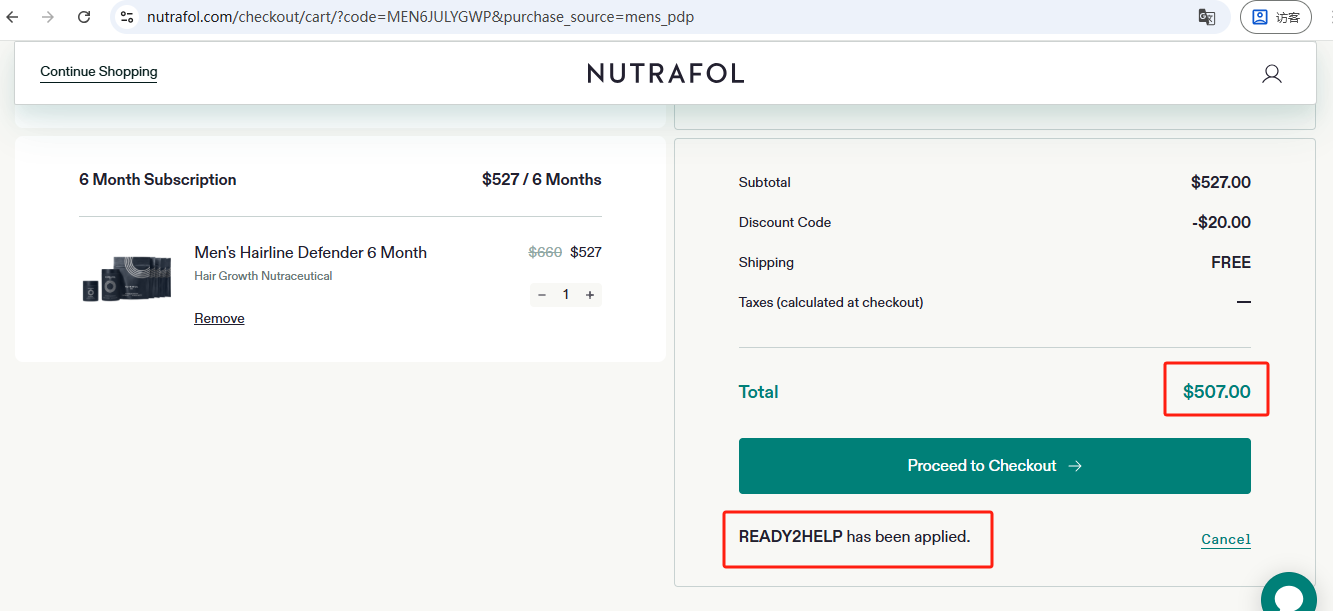 nutrafol.com/checkout/cart/?code=MEN6JULYGWP&purchase_source=mens_pdp
访客
Continue Shopping
NUTRAFOL
6 Month Subscription
$527 / 6 Months
Men's Hairline Defender 6 Month
$660 $527
Hair Growth Nutraceutical
− 1 +
Remove
Subtotal
$527.00
Discount Code
-$20.00
Shipping
FREE
Taxes (calculated at checkout)
—
Total
$507.00
Proceed to Checkout →
READY2HELP has been applied.
Cancel